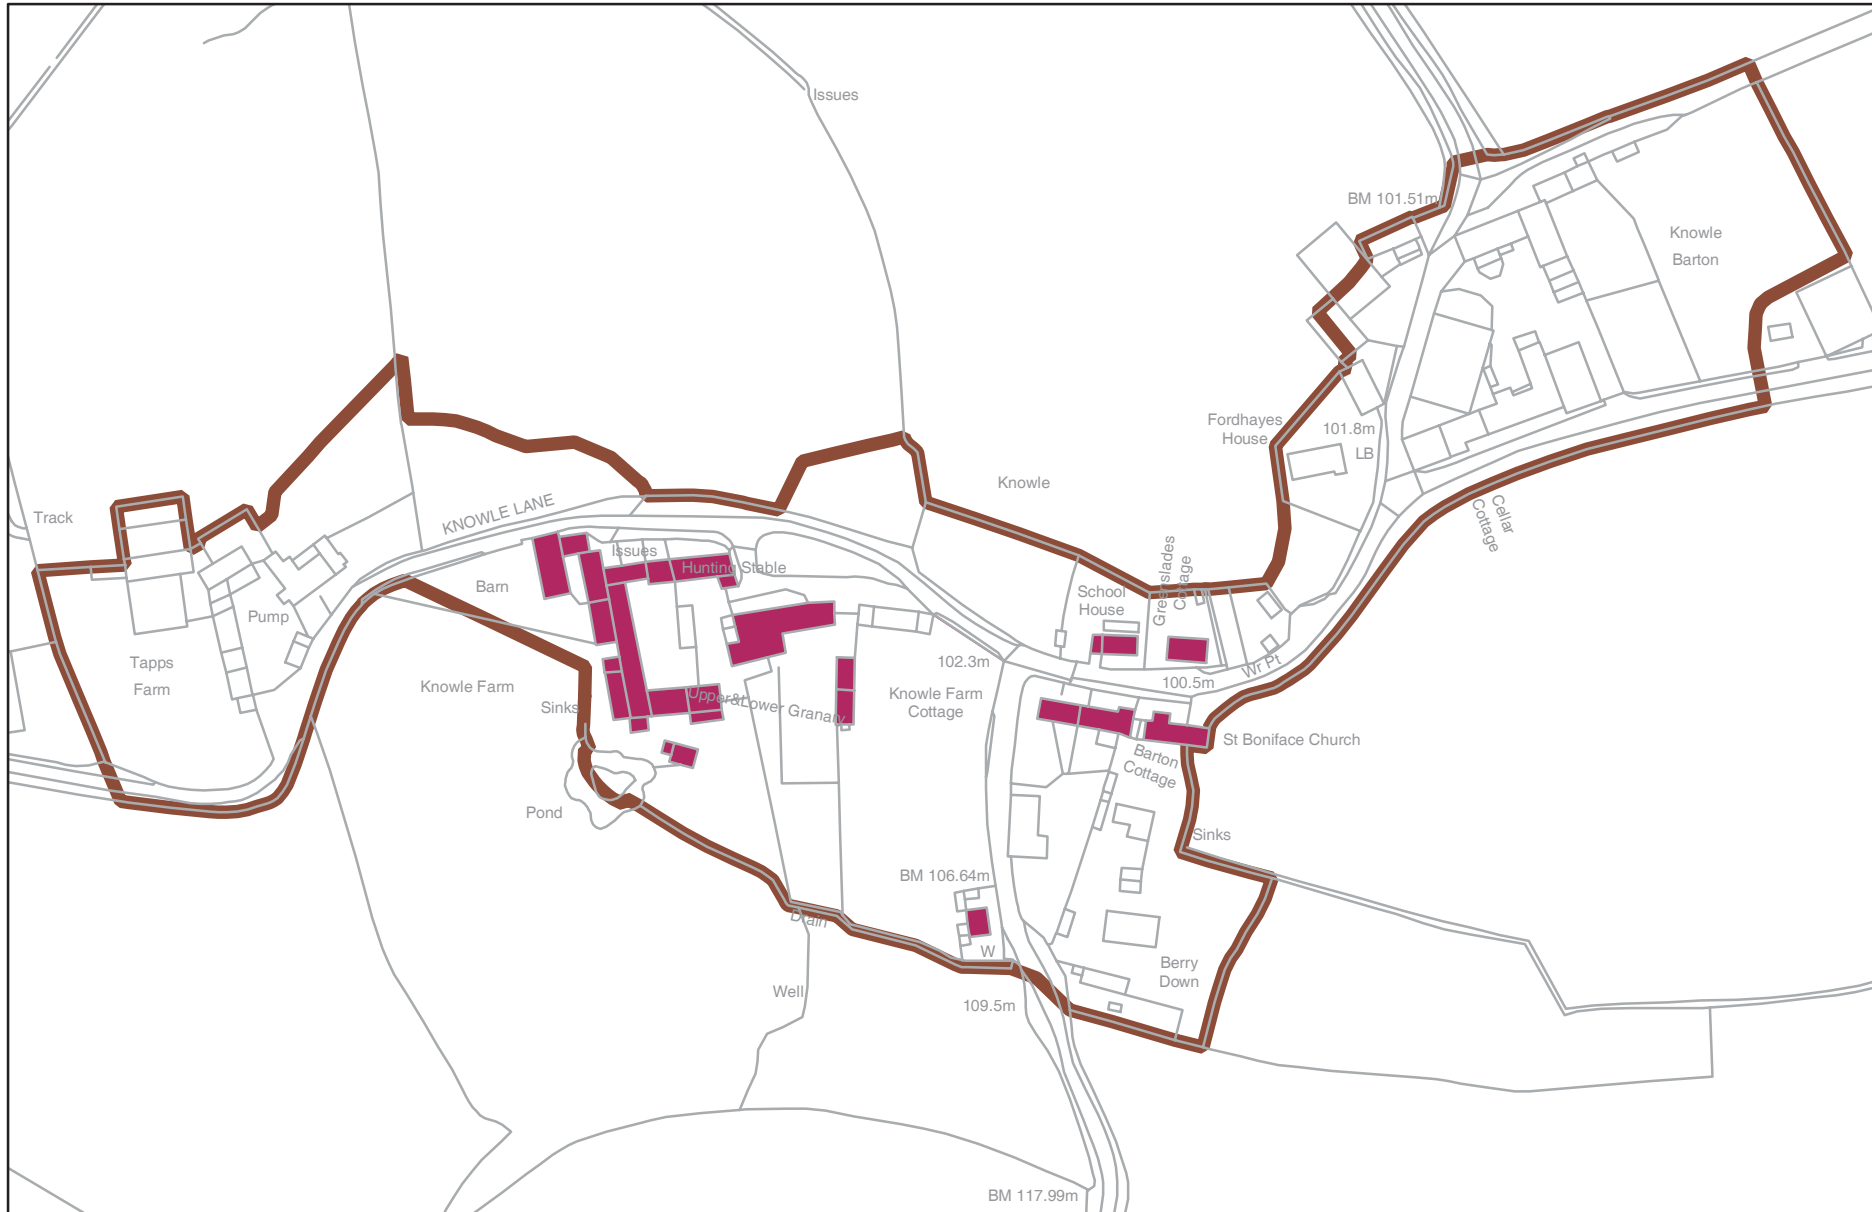 Issues
BM 101.51m
Knowle
Barton
Fordhayes
House
101.8m
LB
Knowle
Cellar
Cottage
Track
KNOWLE LANE
Issues
Hunting Stable
Barn
Greenslades
Cottage
School
House
Pump
Tapps
Farm
Knowle Farm
Sinks
Upper&Lower Granary
102.3m
Knowle Farm
Cottage
Wr Pt
100.5m
St Boniface Church
Barton
Cottage
Pond
Sinks
BM 106.64m
Drain
W
Berry
Down
Well
109.5m
BM 117.99m